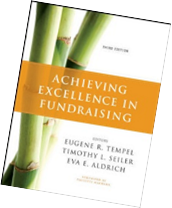 THIRD EDITION
ACHIEVING
EXCELLENCE IN
FUNDRAISING
EDITORS
EUGENE R. TEMPEL
TIMOTHY L. SEILER
EVA E. ALDRICH